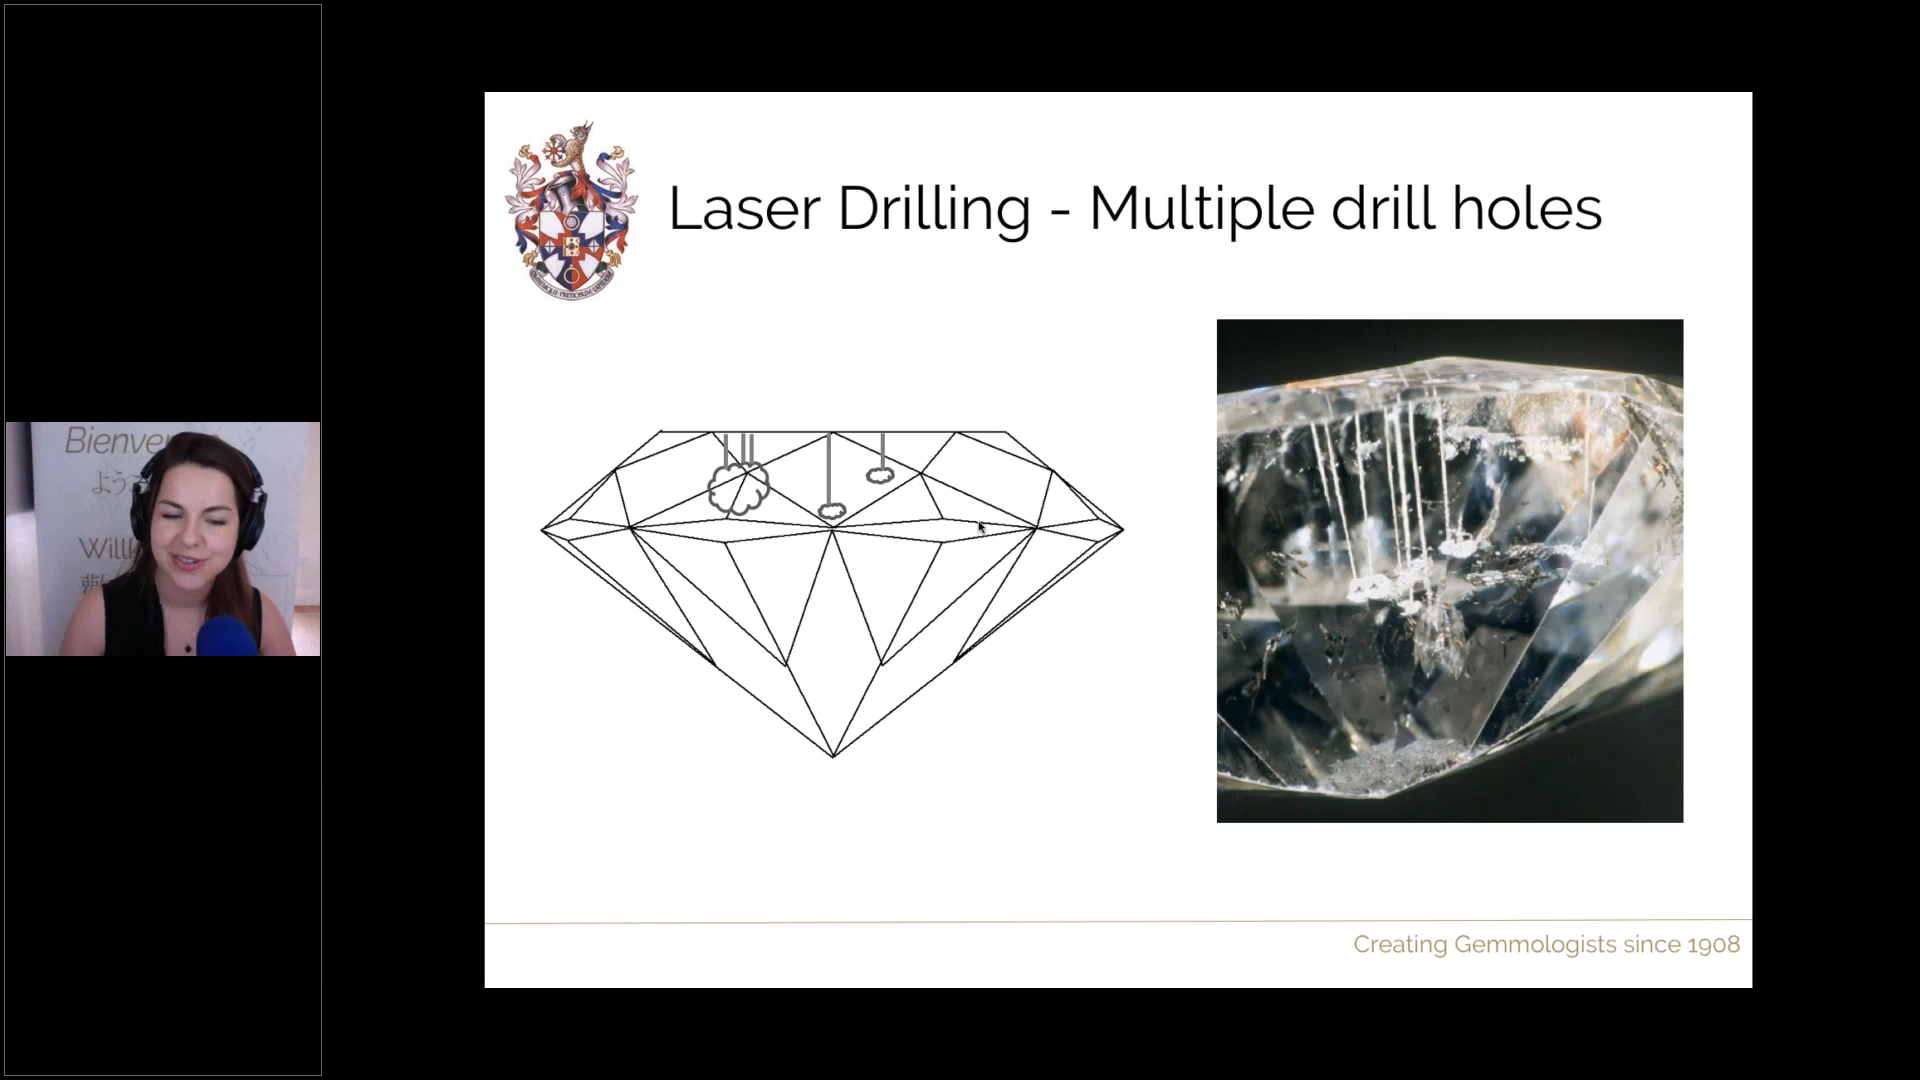 Laser Drilling - Multiple drill holes
Bienve
ようこ
Will
Creating Gemmologists since 1908